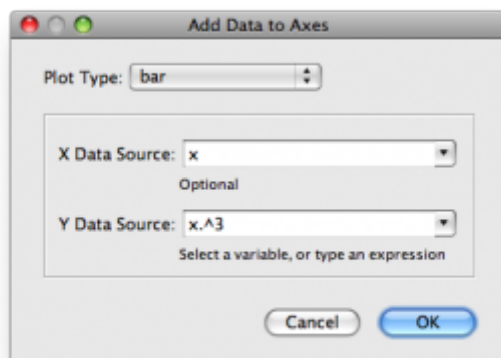 Add Data to Axes
Plot Type: bar
X Data Source: x
Optional
Y Data Source: x.^3
Select a variable, or type an expression
Cancel OK